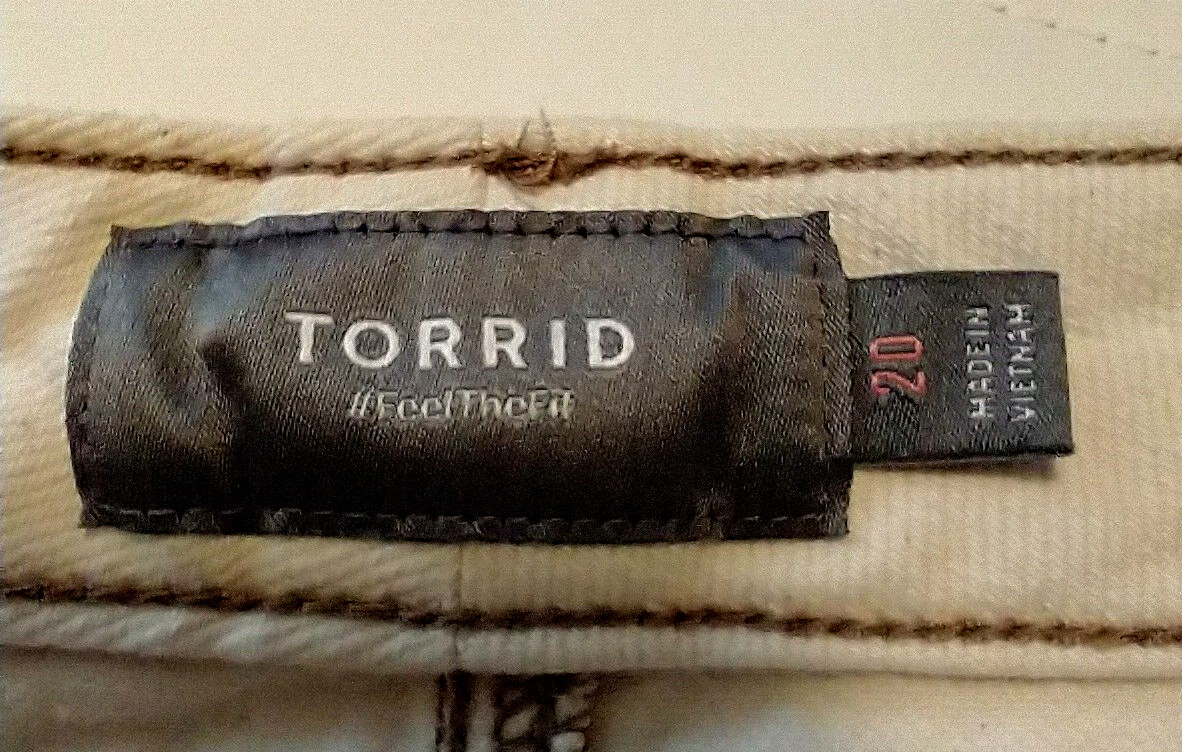 TORRID
#FeelTheFit
20
MADE IN
VIETNAM